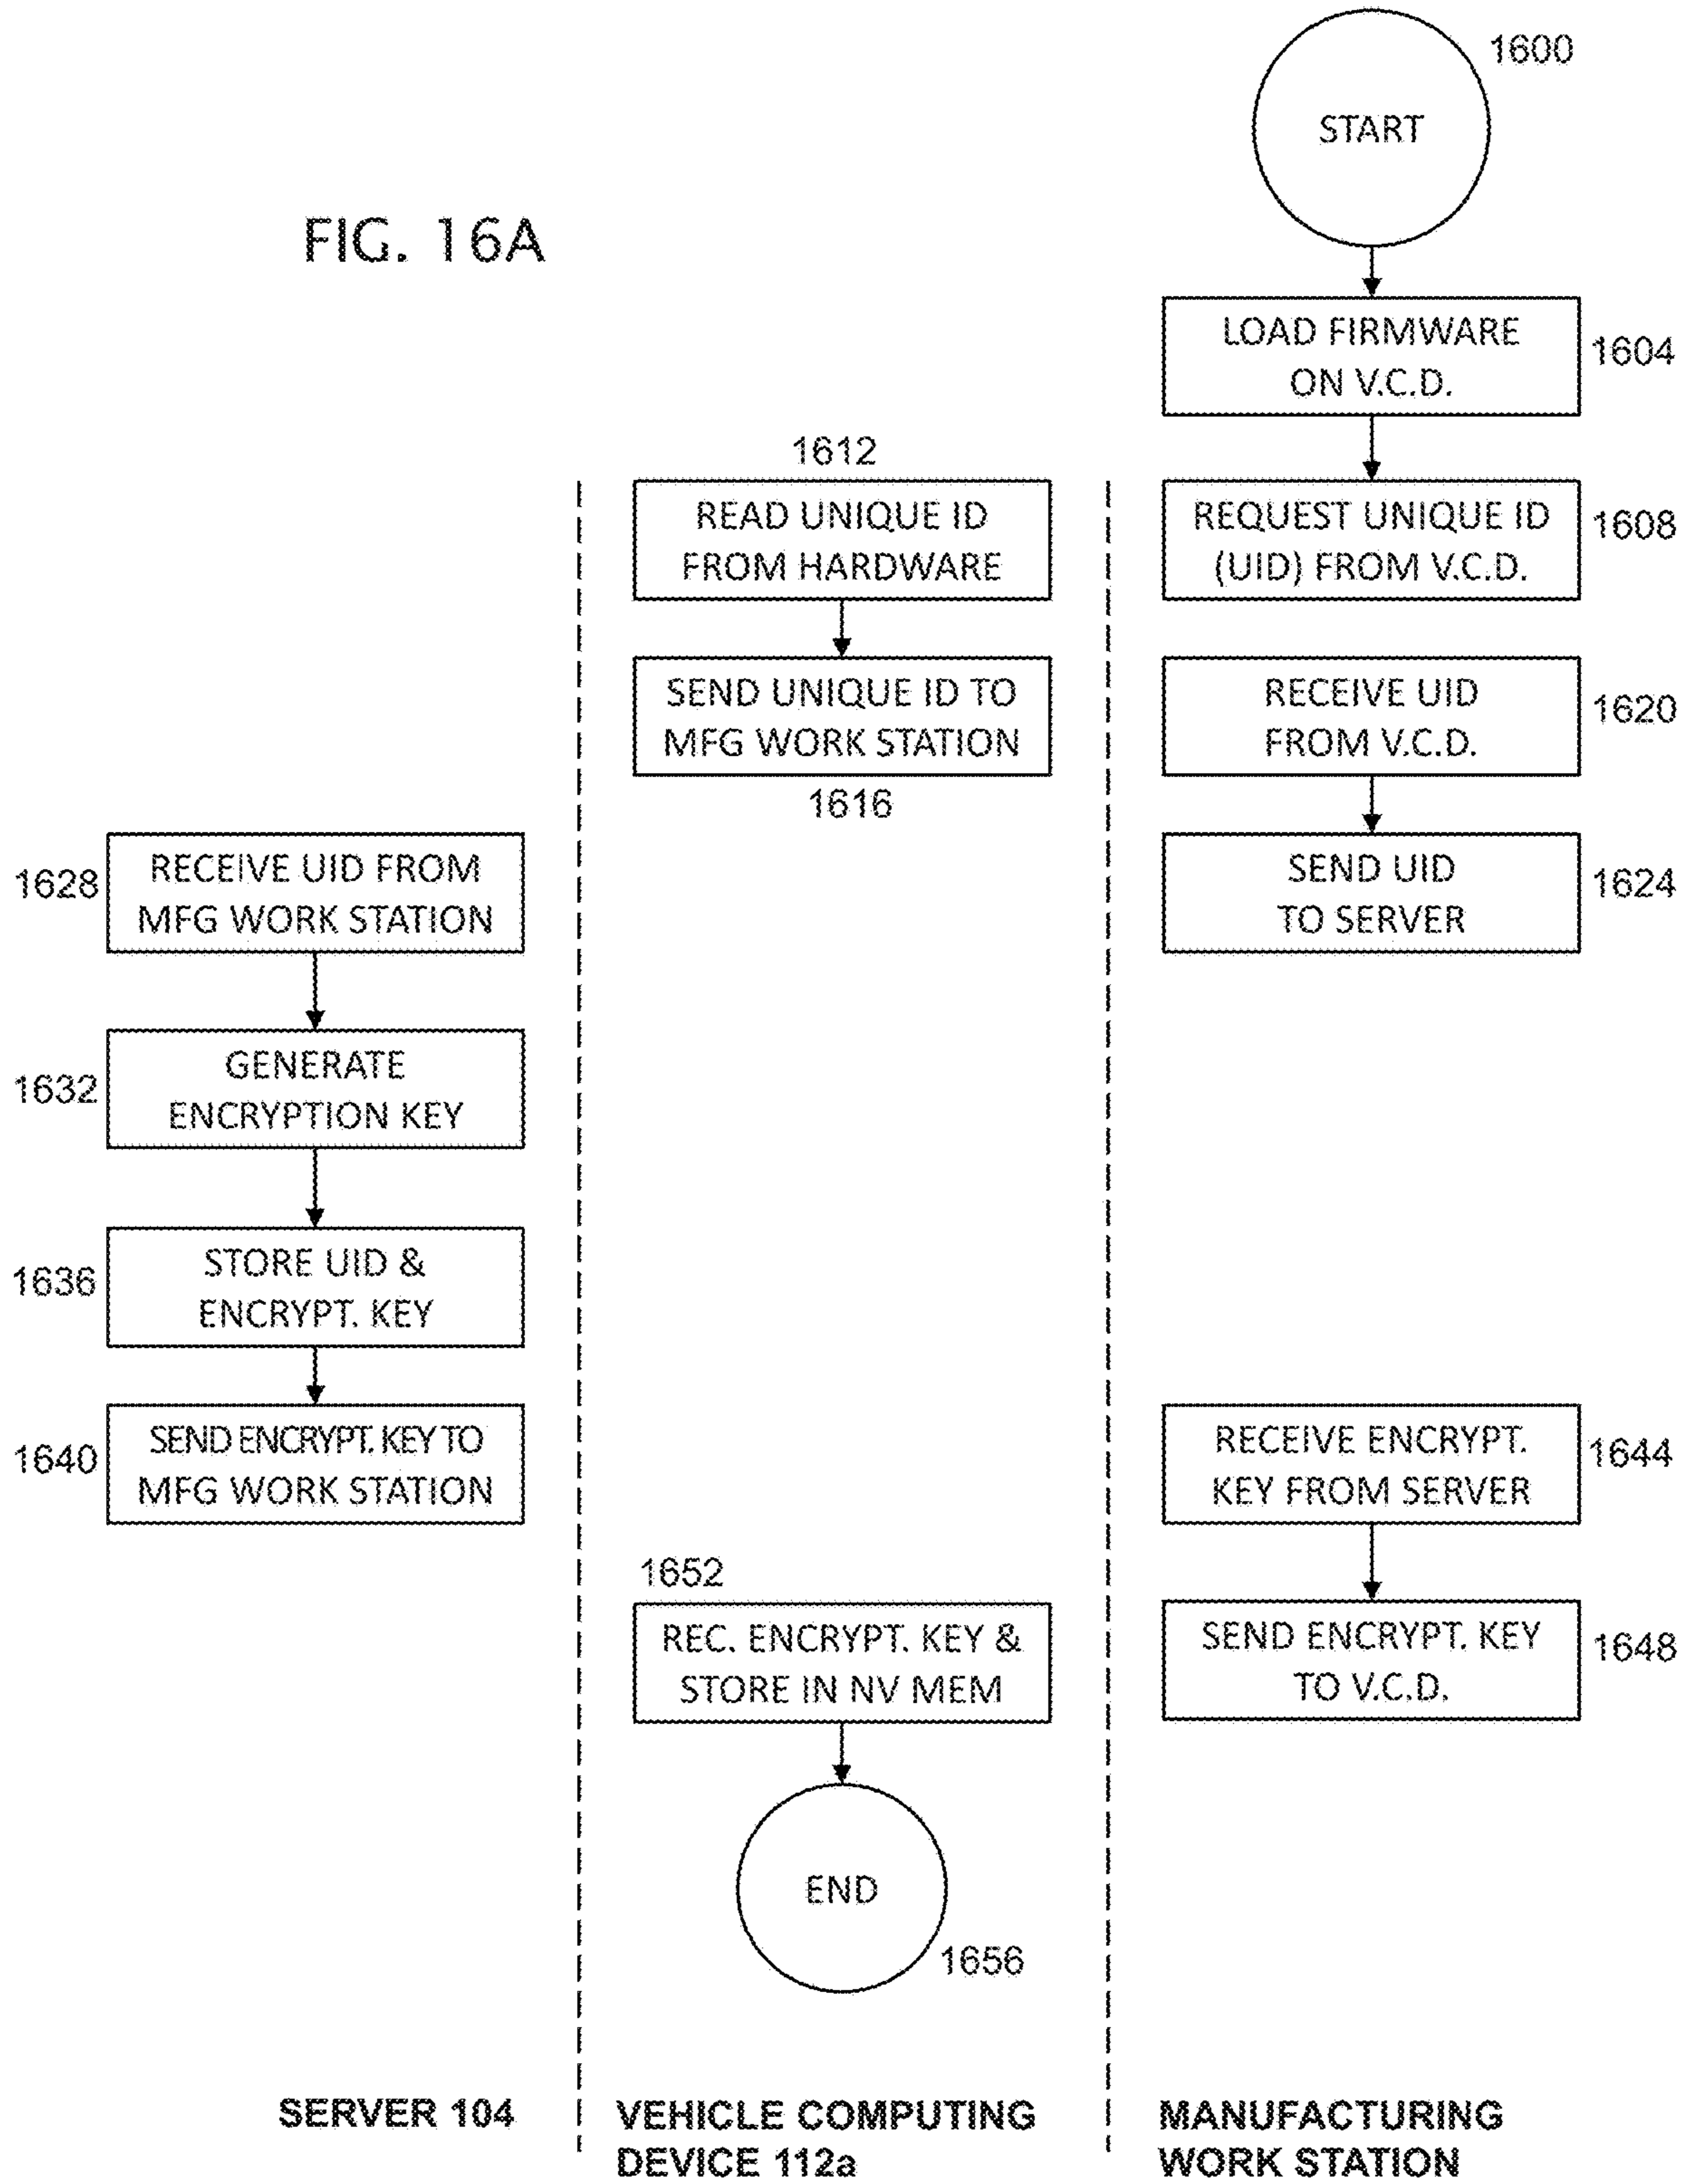 1600
START
FIG. 16A
LOAD FIRMWARE
ON V.C.D.
1604
1612
READ UNIQUE ID
FROM HARDWARE
REQUEST UNIQUE ID
(UID) FROM V.C.D.
1608
SEND UNIQUE ID TO
MFG WORK STATION
1616
RECEIVE UID
FROM V.C.D.
1620
1628
RECEIVE UID FROM
MFG WORK STATION
SEND UID
TO SERVER
1624
1632
GENERATE
ENCRYPTION KEY
1636
STORE UID &
ENCRYPT. KEY
1640
SEND ENCRYPT. KEY TO
MFG WORK STATION
RECEIVE ENCRYPT.
KEY FROM SERVER
1644
1652
REC. ENCRYPT. KEY &
STORE IN NV MEM
SEND ENCRYPT. KEY
TO V.C.D.
1648
END
1656
SERVER 104
VEHICLE COMPUTING
DEVICE 112a
MANUFACTURING
WORK STATION